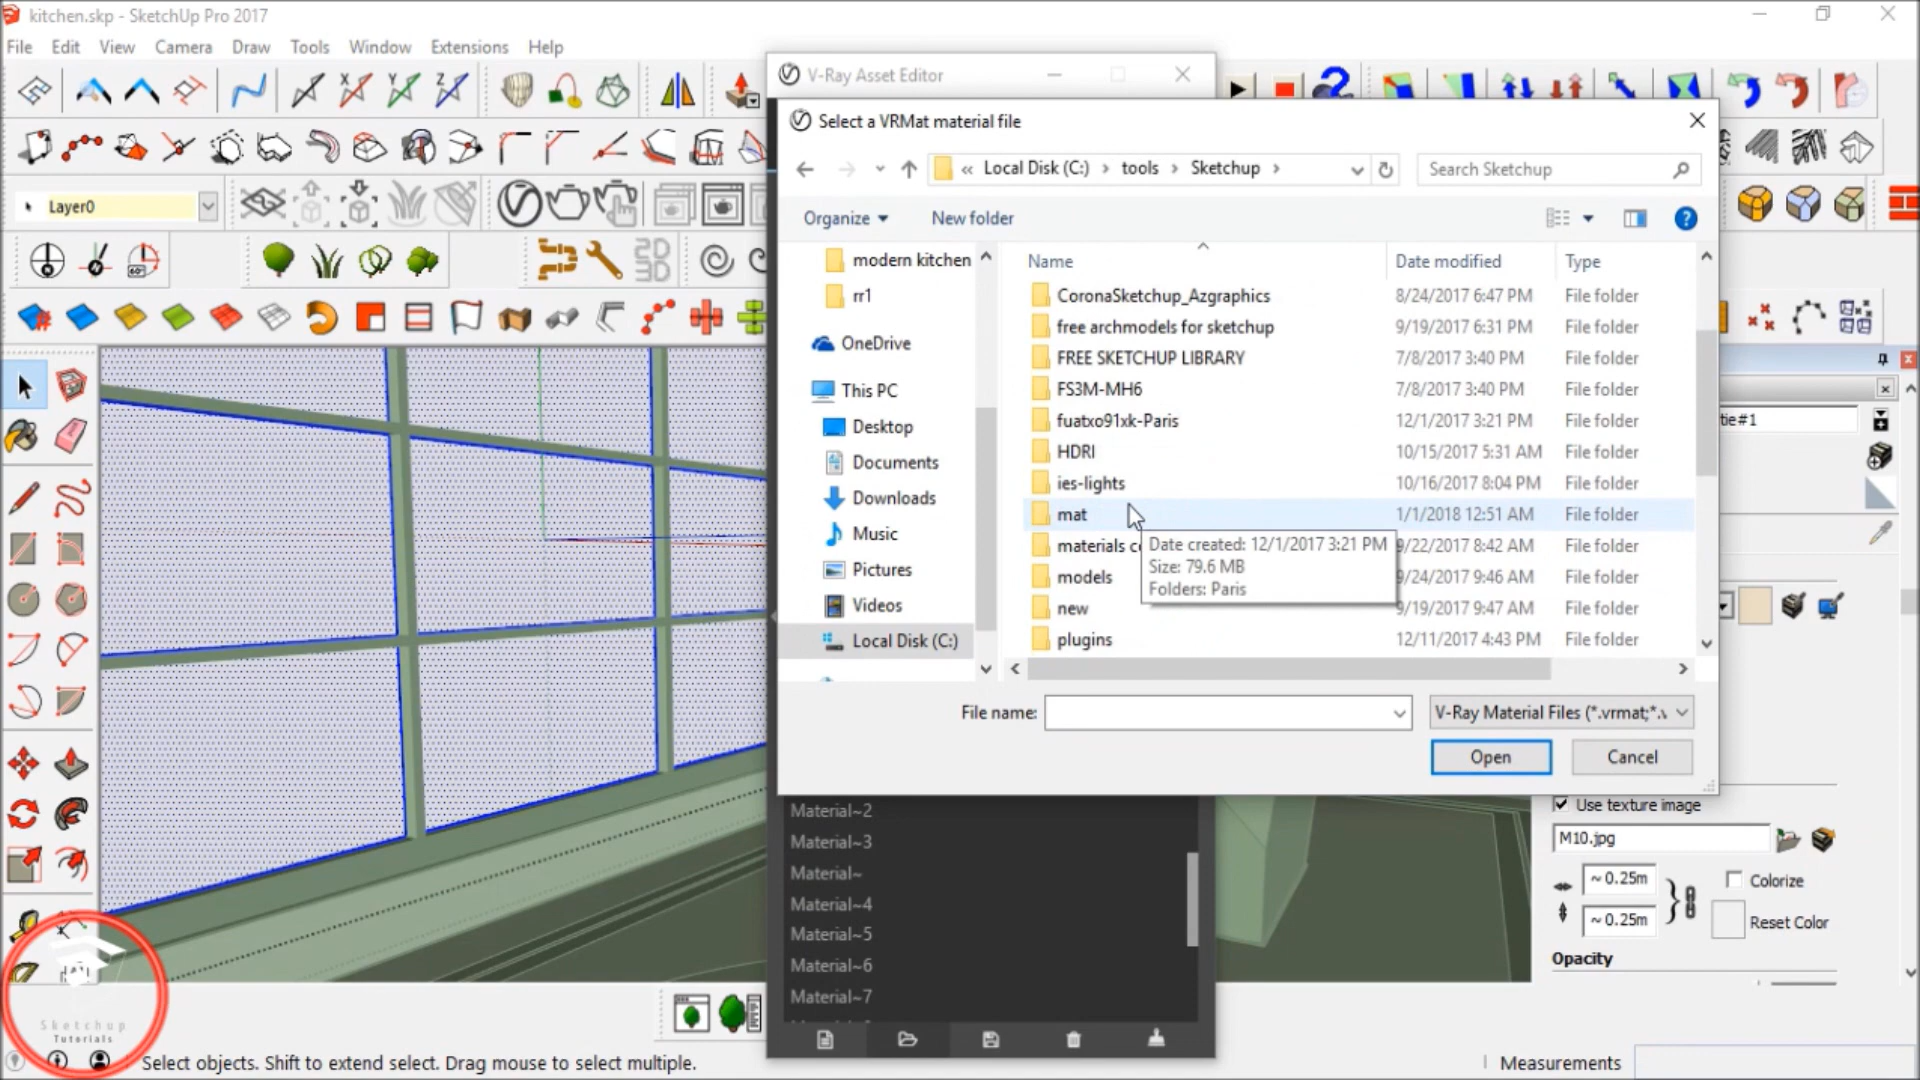 kitchen.skp - SketchUp Pro 2017
File Edit View Camera Draw Tools Window Extensions Help
V-Ray Asset Editor
Select a VRMat material file
« Local Disk (C:) › tools › Sketchup ›
Search Sketchup
Layer0
Organize
New folder
60°
2D
3D
modern kitchen
rr1
OneDrive
This PC
Desktop
Documents
Downloads
Music
Pictures
Videos
Local Disk (C:)
Name Date modified Type
CoronaSketchup_Azgraphics 8/24/2017 6:47 PM File folder
free archmodels for sketchup 9/19/2017 6:31 PM File folder
FREE SKETCHUP LIBRARY 7/8/2017 3:40 PM File folder
FS3M-MH6 7/8/2017 3:40 PM File folder
fuatxo91xk-Paris 12/1/2017 3:21 PM File folder
HDRI 10/15/2017 5:31 AM File folder
ies-lights 10/16/2017 8:04 PM File folder
mat 1/1/2018 12:51 AM File folder
materials 9/22/2017 8:42 AM File folder
models 9/24/2017 9:46 AM File folder
new 9/19/2017 9:47 AM File folder
plugins 12/11/2017 4:43 PM File folder
Date created: 12/1/2017 3:21 PM
Size: 79.6 MB
Folders: Paris
File name:
V-Ray Material Files (*.vrmat;*.v
Open
Cancel
tie#1
Material~2
Material~3
Material~
Material~4
Material~5
Material~6
Material~7
Use texture image
M10.jpg
~ 0.25m
~ 0.25m
Colorize
Reset Color
Opacity
Sketchup
Tutorials
Select objects. Shift to extend select. Drag mouse to select multiple.
Measurements